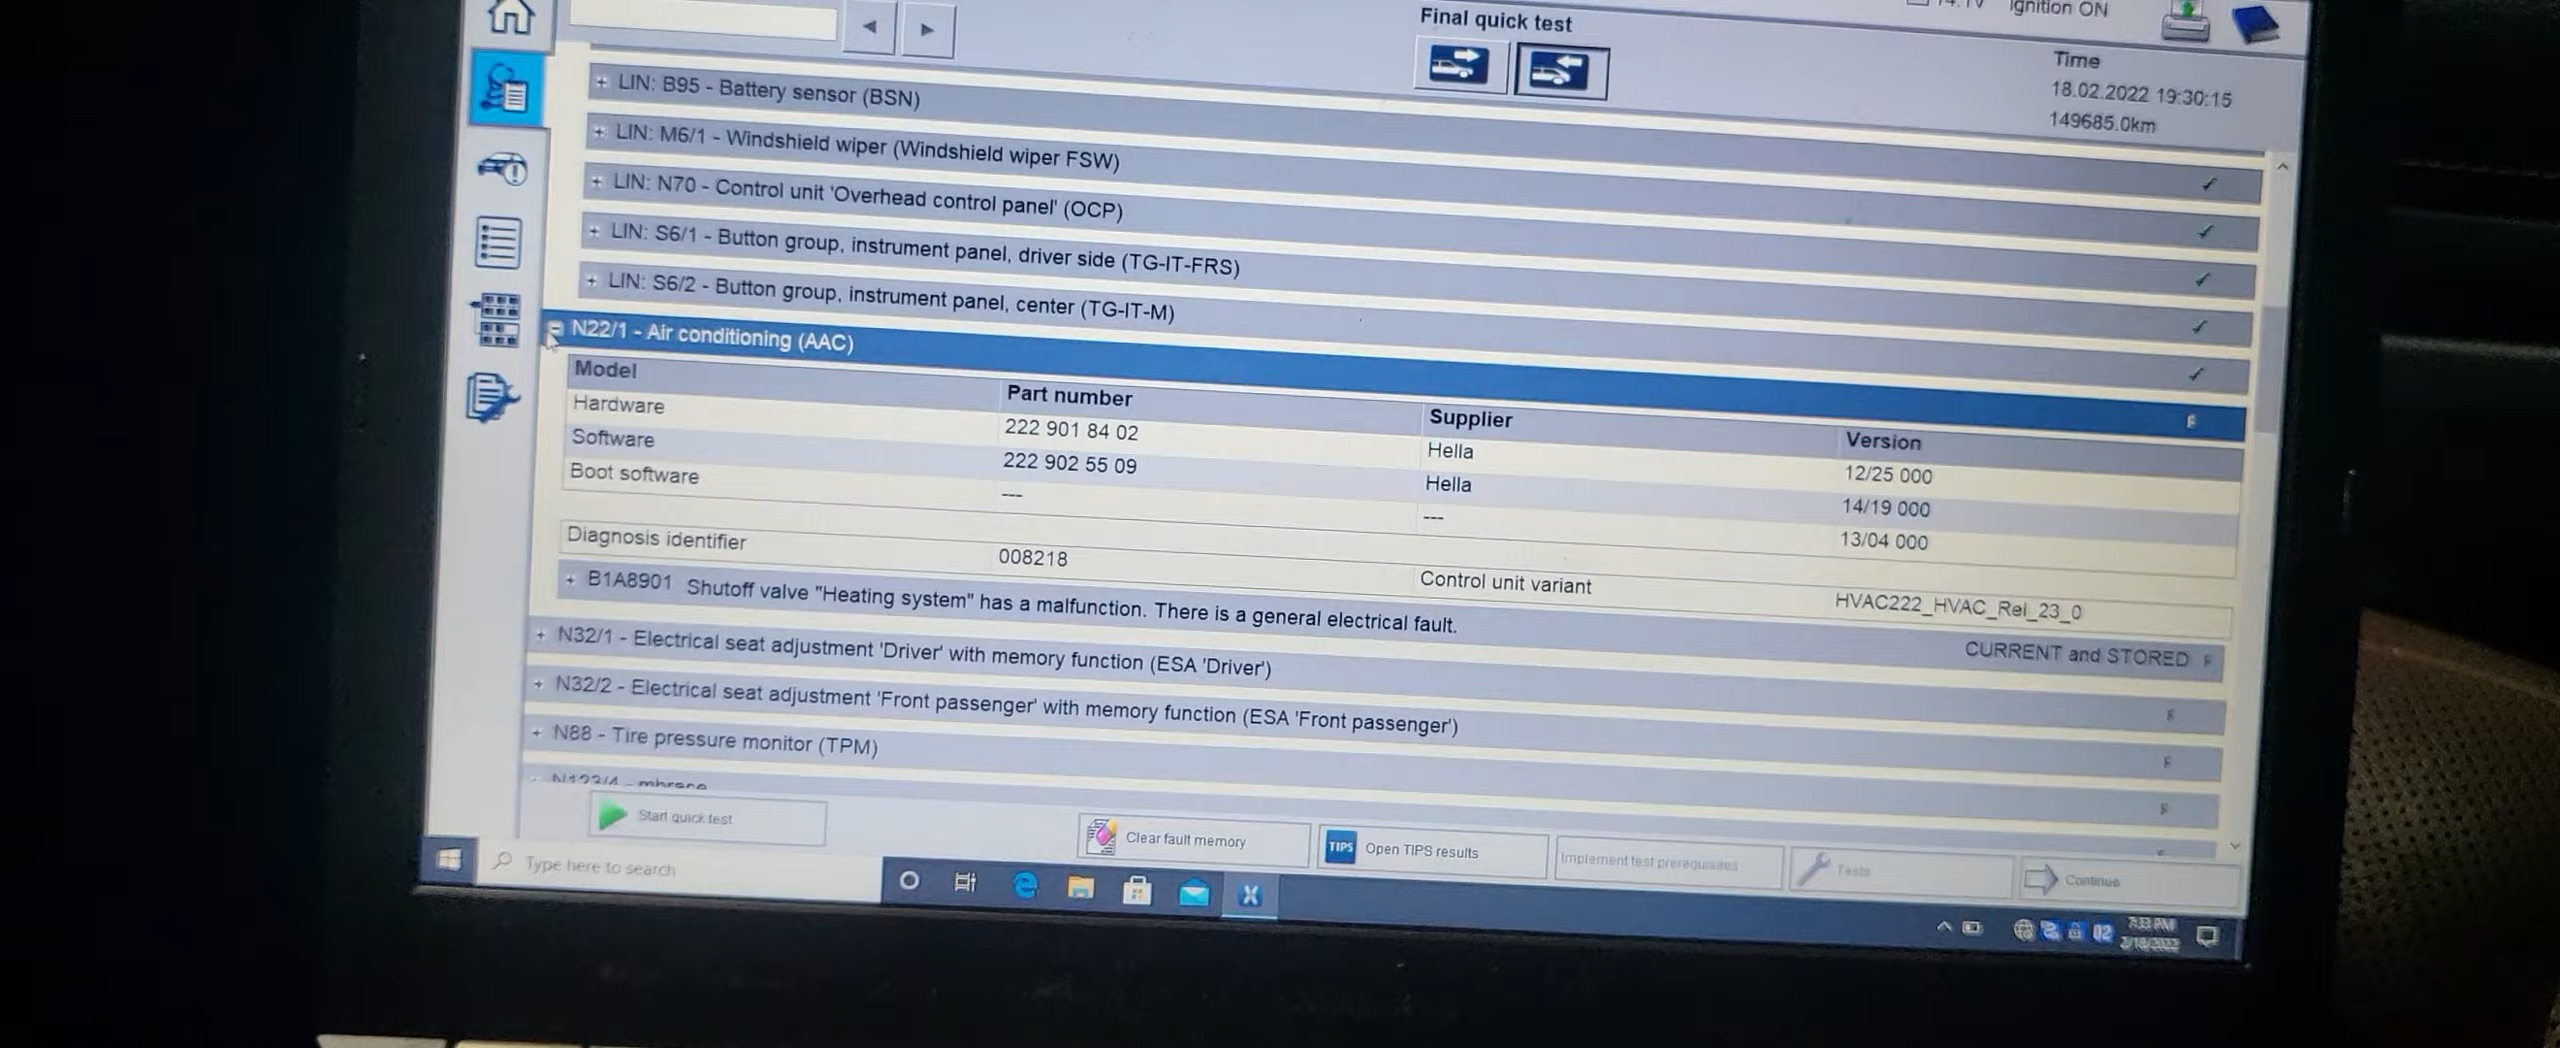 Ignition ON
Final quick test
Time
18.02.2022 19:30:15
149685.0km
+ LIN: B95 - Battery sensor (BSN)
+ LIN: M6/1 - Windshield wiper (Windshield wiper FSW) ✓
+ LIN: N70 - Control unit 'Overhead control panel' (OCP) ✓
+ LIN: S6/1 - Button group, instrument panel, driver side (TG-IT-FRS) ✓
+ LIN: S6/2 - Button group, instrument panel, center (TG-IT-M) ✓
N22/1 - Air conditioning (AAC) ✓
Model Part number Supplier Version
Hardware 222 901 84 02 Hella 12/25 000
Software 222 902 55 09 Hella 14/19 000
Boot software --- --- 13/04 000
Diagnosis identifier 008218 Control unit variant HVAC222_HVAC_Rel_23_0
+ B1A8901 Shutoff valve "Heating system" has a malfunction. There is a general electrical fault. CURRENT and STORED F
+ N32/1 - Electrical seat adjustment 'Driver' with memory function (ESA 'Driver') F
+ N32/2 - Electrical seat adjustment 'Front passenger' with memory function (ESA 'Front passenger') F
+ N88 - Tire pressure monitor (TPM) F
Start quick test
Clear fault memory
TIPS Open TIPS results
Implement test prerequisites
Tests
Continue
Type here to search
02
7:33 PM
2/18/2022